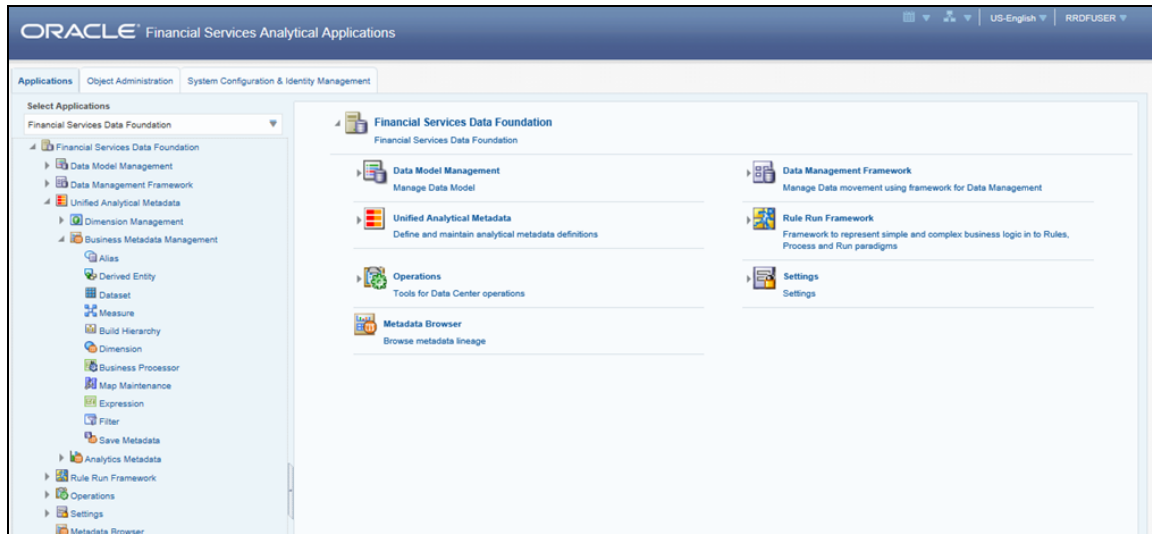 US-English RRDFUSER
ORACLE® Financial Services Analytical Applications
Applications Object Administration System Configuration & Identity Management
Select Applications
Financial Services Data Foundation
Financial Services Data Foundation
Data Model Management
Data Management Framework
Unified Analytical Metadata
Dimension Management
Business Metadata Management
Alias
Derived Entity
Dataset
Measure
Build Hierarchy
Dimension
Business Processor
Map Maintenance
Expression
Filter
Save Metadata
Analytics Metadata
Rule Run Framework
Operations
Settings
Metadata Browser
Financial Services Data Foundation
Financial Services Data Foundation
Data Model Management
Manage Data Model
Data Management Framework
Manage Data movement using framework for Data Management
Unified Analytical Metadata
Define and maintain analytical metadata definitions
Rule Run Framework
Framework to represent simple and complex business logic in to Rules,
Process and Run paradigms
Operations
Tools for Data Center operations
Settings
Settings
Metadata Browser
Browse metadata lineage